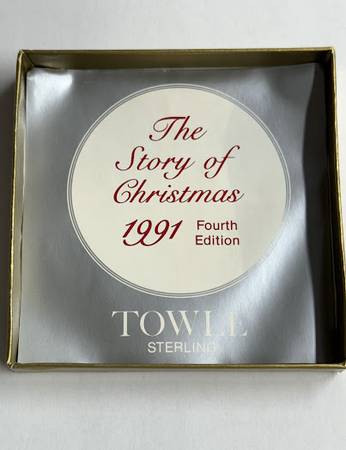 The
Story of
Christmas
1991 Fourth
Edition
TOWLE
STERLING